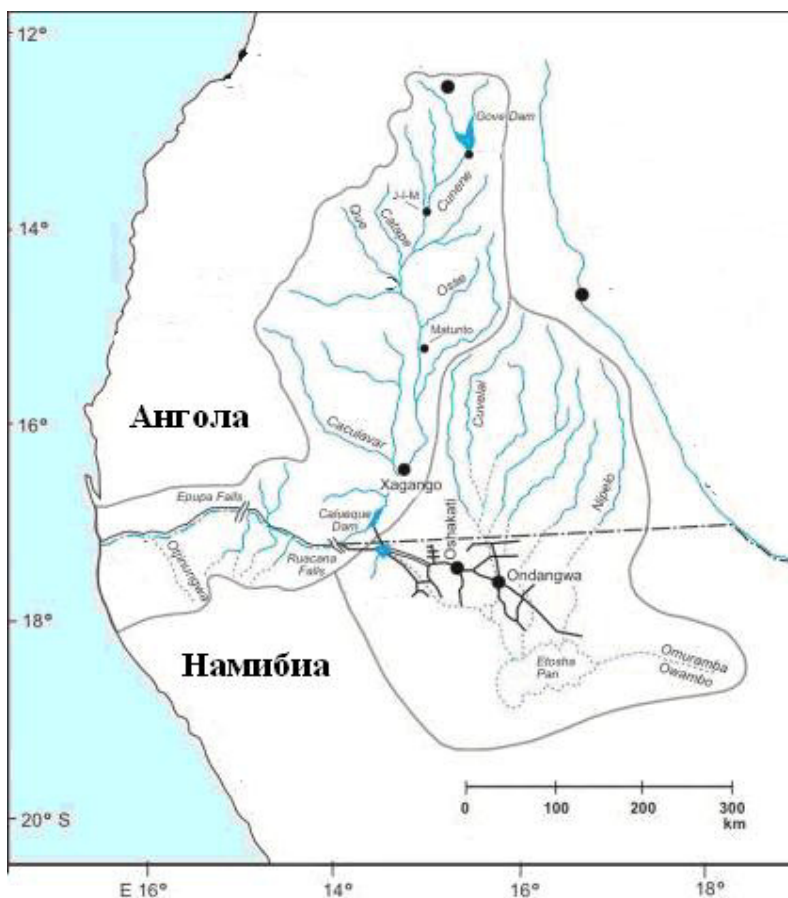 12°
Gove Dam
J-I-M
Cunene
14°
Que
Catape
Osse
Matunto
Cuvelai
Ангола
16°
Caculavar
Xagango
Nipelo
Epupa Falls
Calueque
Dam
Oshakati
Ruacana
Falls
Ondangwa
Otjinungwa
18°
Намибиа
Etosha
Pan
Omuramba
Owambo
0 100 200 300
km
20° S
E 16° 14° 16° 18°